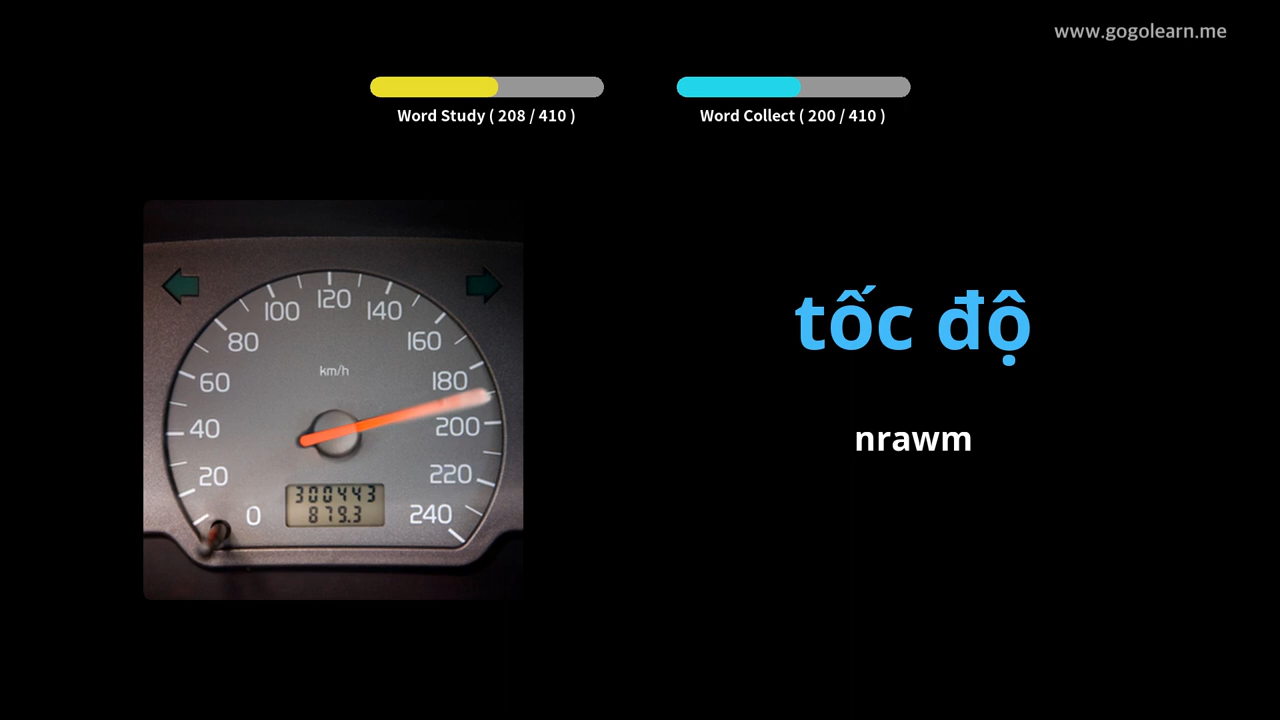 www.gogolearn.me
Word Study ( 208 / 410 )
Word Collect ( 200 / 410 )
120
100
140
80
160
km/h
60
180
40
200
20
220
300443
0
240
879.3
tốc độ
nrawm